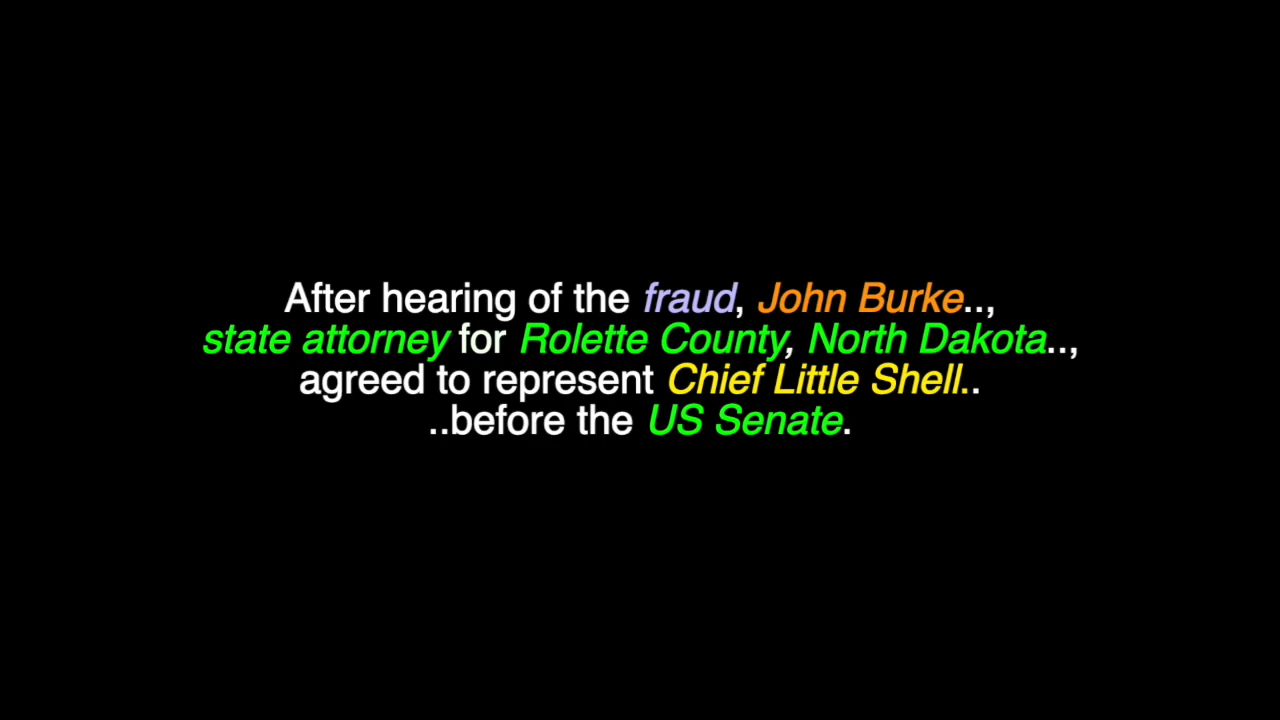 After hearing of the fraud, John Burke..,
state attorney for Rolette County, North Dakota..,
agreed to represent Chief Little Shell..
..before the US Senate.